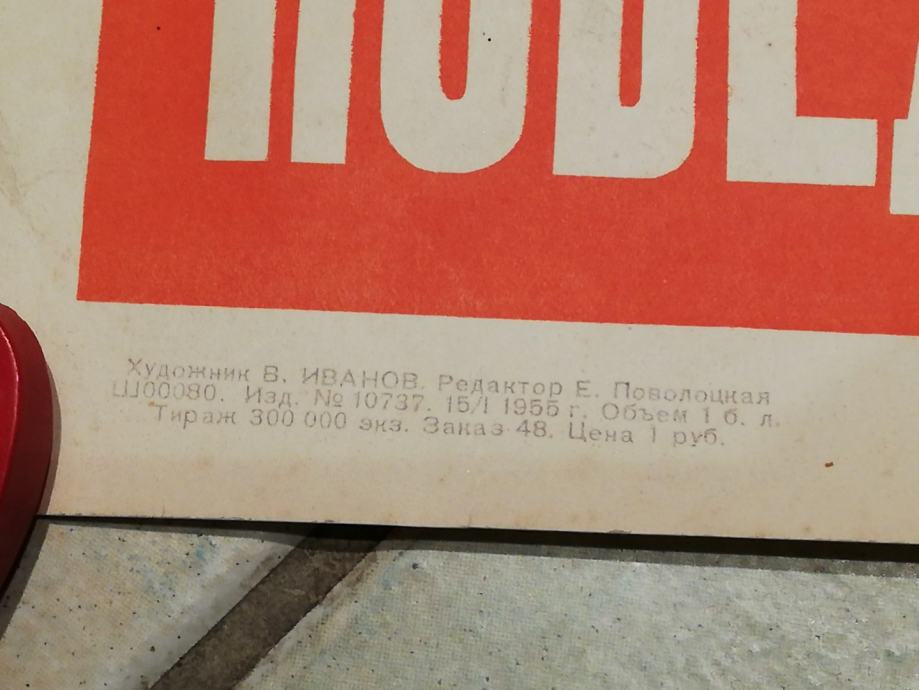 ПОБЕД
Художник В. ИВАНОВ. Редактор Е. Поволоцкая
Ш00080. Изд. № 10737. 15/I 1955 г. Объем 1 б. л.
Тираж 300 000 экз. Заказ 48. Цена 1 руб.